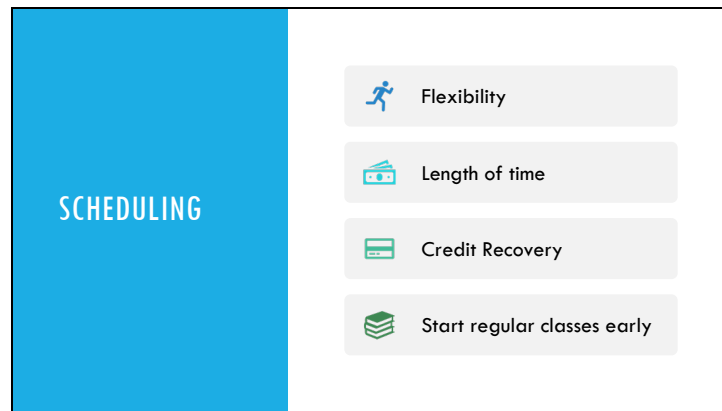 SCHEDULING
Flexibility
Length of time
Credit Recovery
Start regular classes early